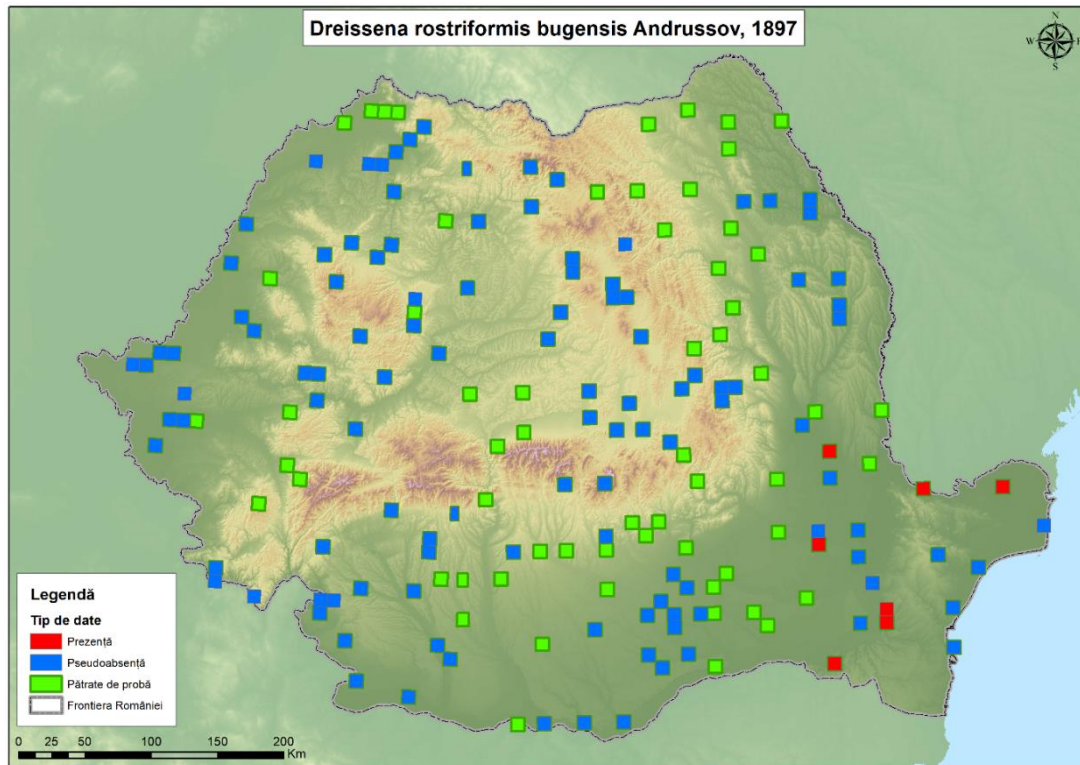 Dreissena rostriformis bugensis Andrussov, 1897
N
W E
S
Legendă
Tip de date
Prezență
Pseudoabsență
Pătrate de probă
Frontiera României
0 25 50 100 150 200
Km